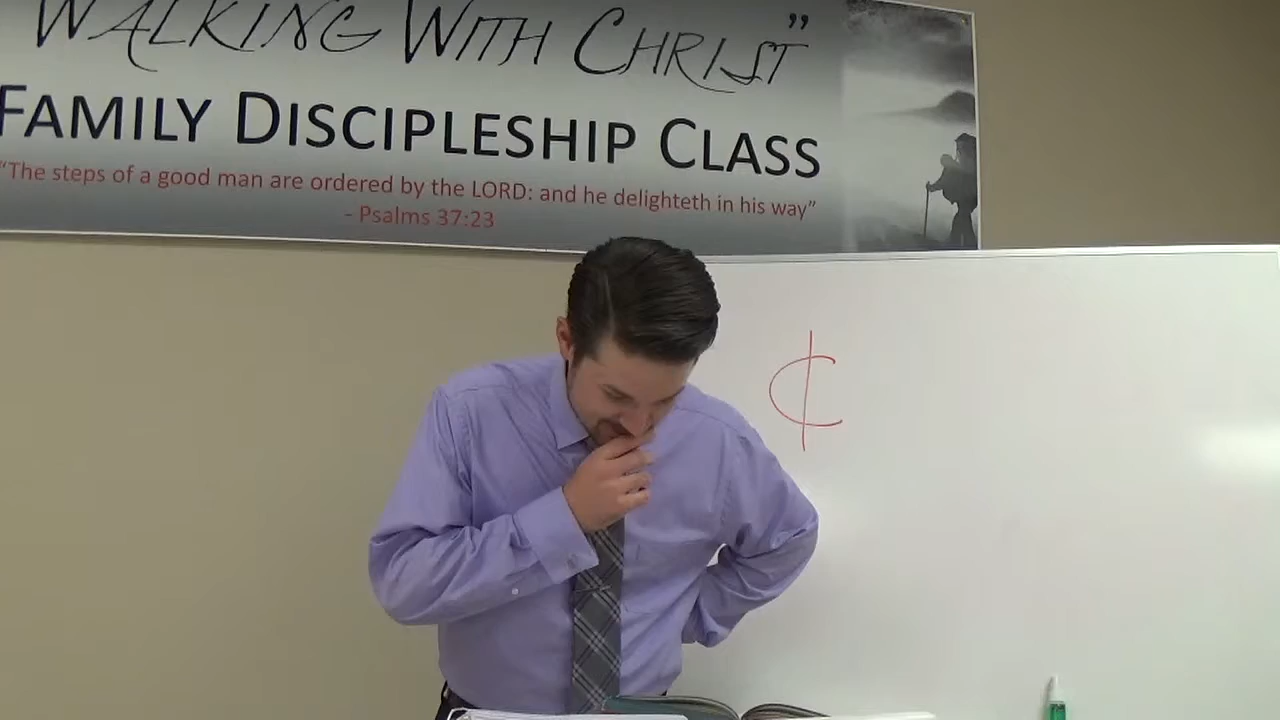 WALKING WITH CHRIST”
FAMILY DISCIPLESHIP CLASS
“The steps of a good man are ordered by the LORD: and he delighteth in his way”
- Psalms 37:23
¢